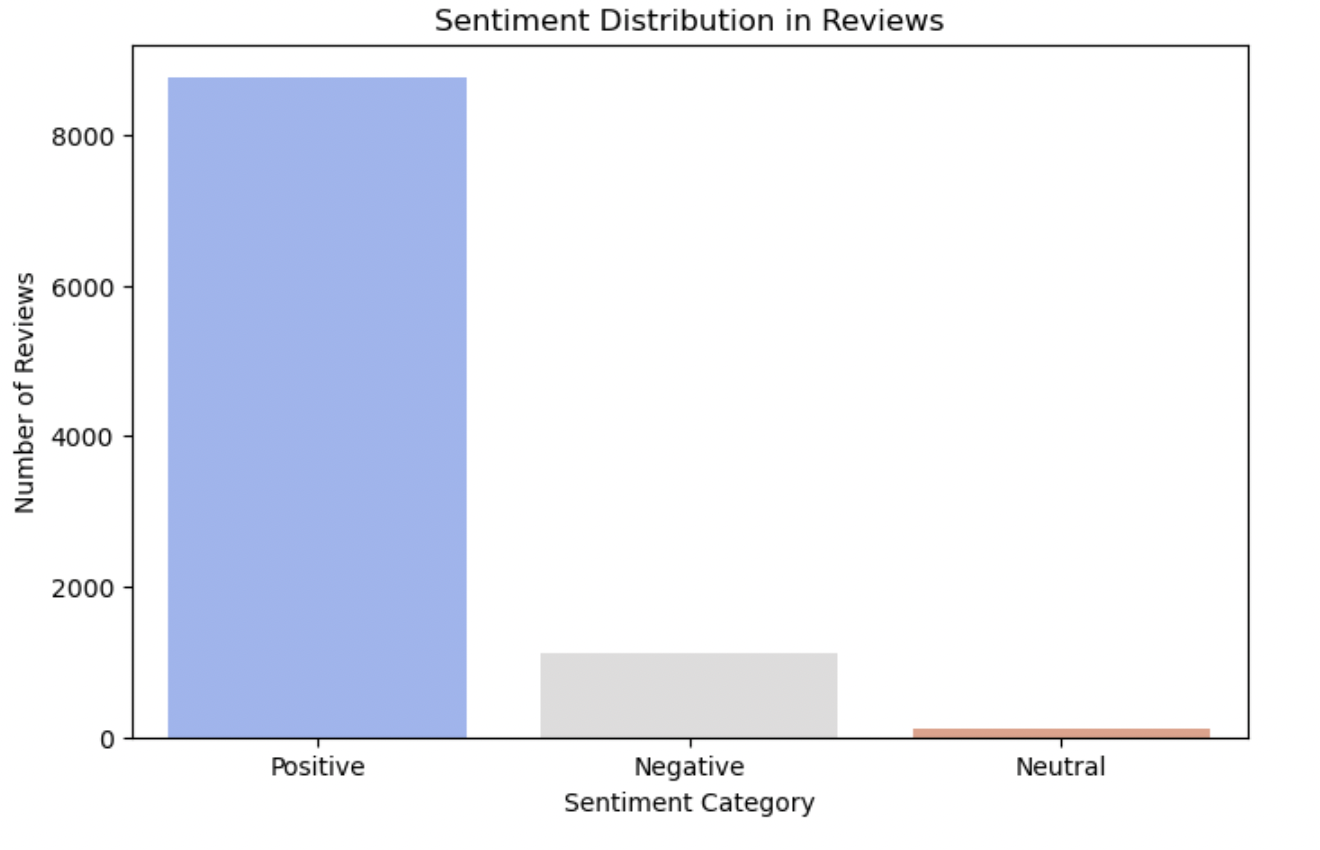 Sentiment Distribution in Reviews
Number of Reviews
8000
6000
4000
2000
0
Positive
Negative
Neutral
Sentiment Category